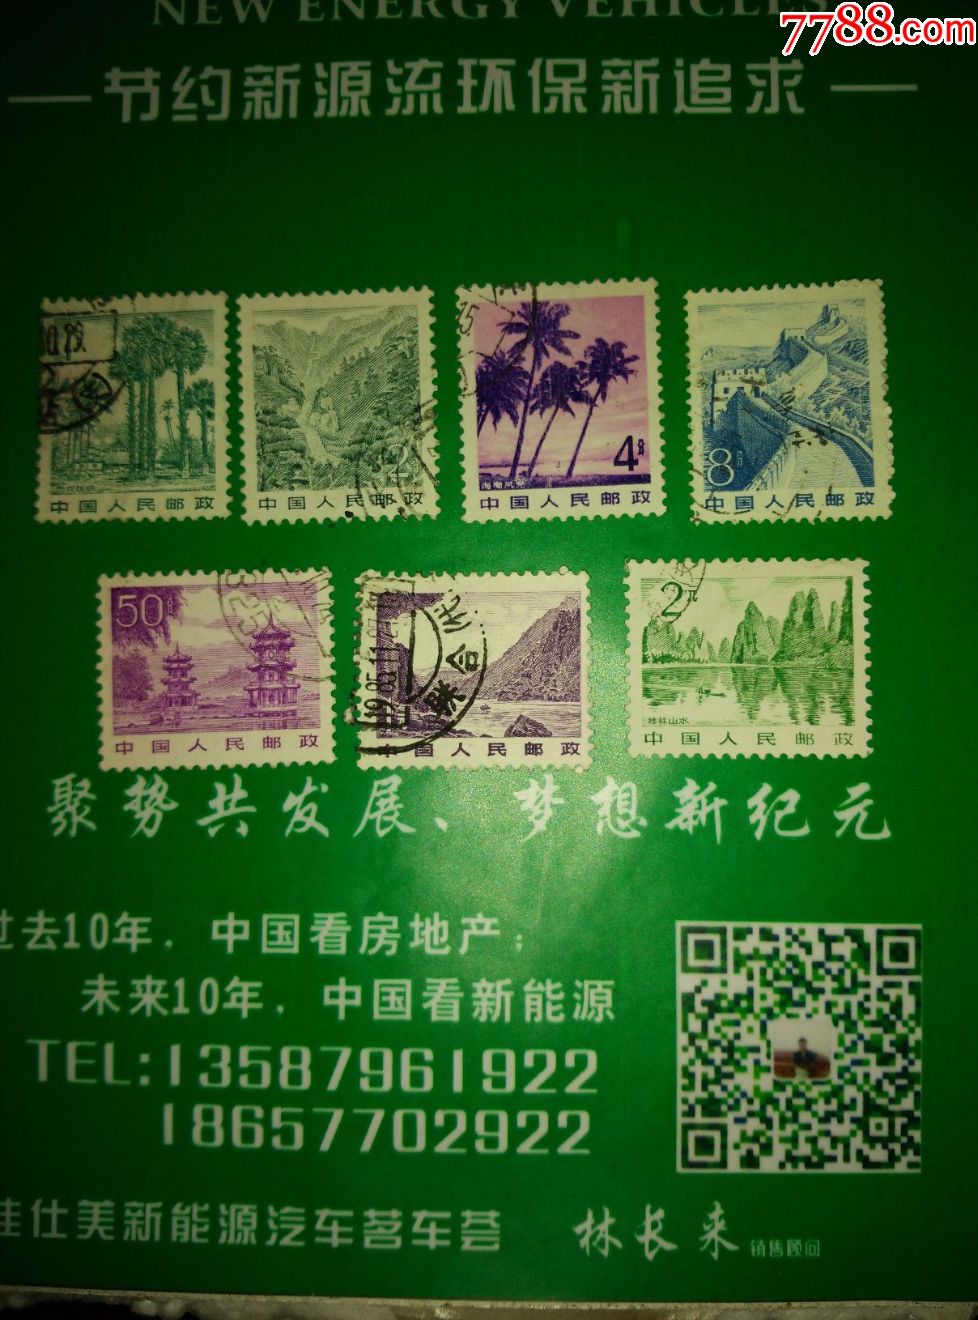 NEW ENERGY VEHICLES
7788.com
节约新源流环保新追求
中国人民邮政
2分
中国人民邮政
4分
海南风光
中国人民邮政
8分
中国人民邮政
50分
中国人民邮政
中国人民邮政
2元
桂林山水
中国人民邮政
聚势共发展、梦想新纪元
过去10年，中国看房地产；
未来10年，中国看新能源
TEL:13587961922
18657702922
佳仕美新能源汽车茗车荟
林长来 销售顾问